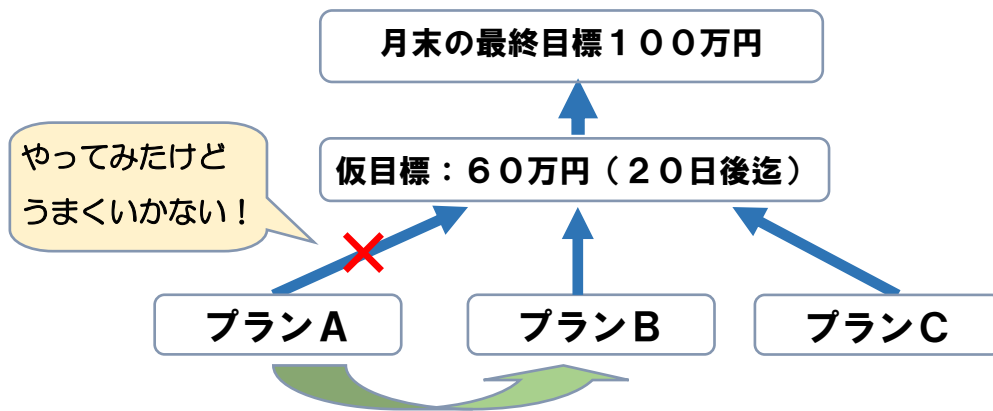 月末の最終目標１００万円
やってみたけど
うまくいかない！
仮目標：６０万円（２０日後迄）
プランＡ
プランＢ
プランＣ